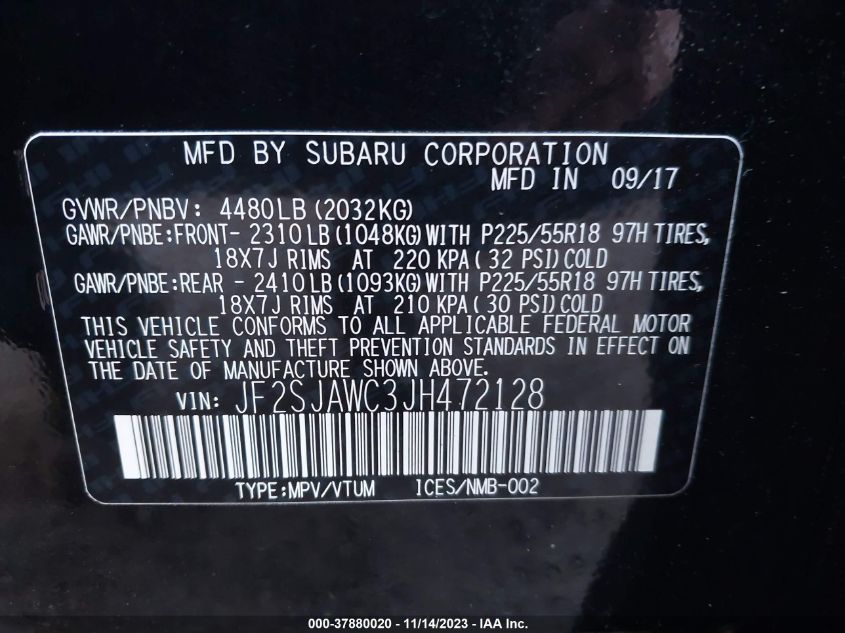 MFD BY SUBARU CORPORATION
MFD IN 09/17
GVWR/PNBV: 4480LB (2032KG)
GAWR/PNBE:FRONT- 2310LB (1048KG) WITH P225/55R18 97H TIRES,
18X7J RIMS AT 220 KPA (32 PSI) COLD
GAWR/PNBE:REAR - 2410LB (1093KG) WITH P225/55R18 97H TIRES,
18X7J RIMS AT 210 KPA (30 PSI) COLD
THIS VEHICLE CONFORMS TO ALL APPLICABLE FEDERAL MOTOR
VEHICLE SAFETY AND THEFT PREVENTION STANDARDS IN EFFECT ON
THE DATE OF MANUFACTURE SHOWN ABOVE.
VIN: JF2SJAWC3JH472128
TYPE:MPV/VTUM ICES/NMB-002
000-37880020 - 11/14/2023 - IAA Inc.